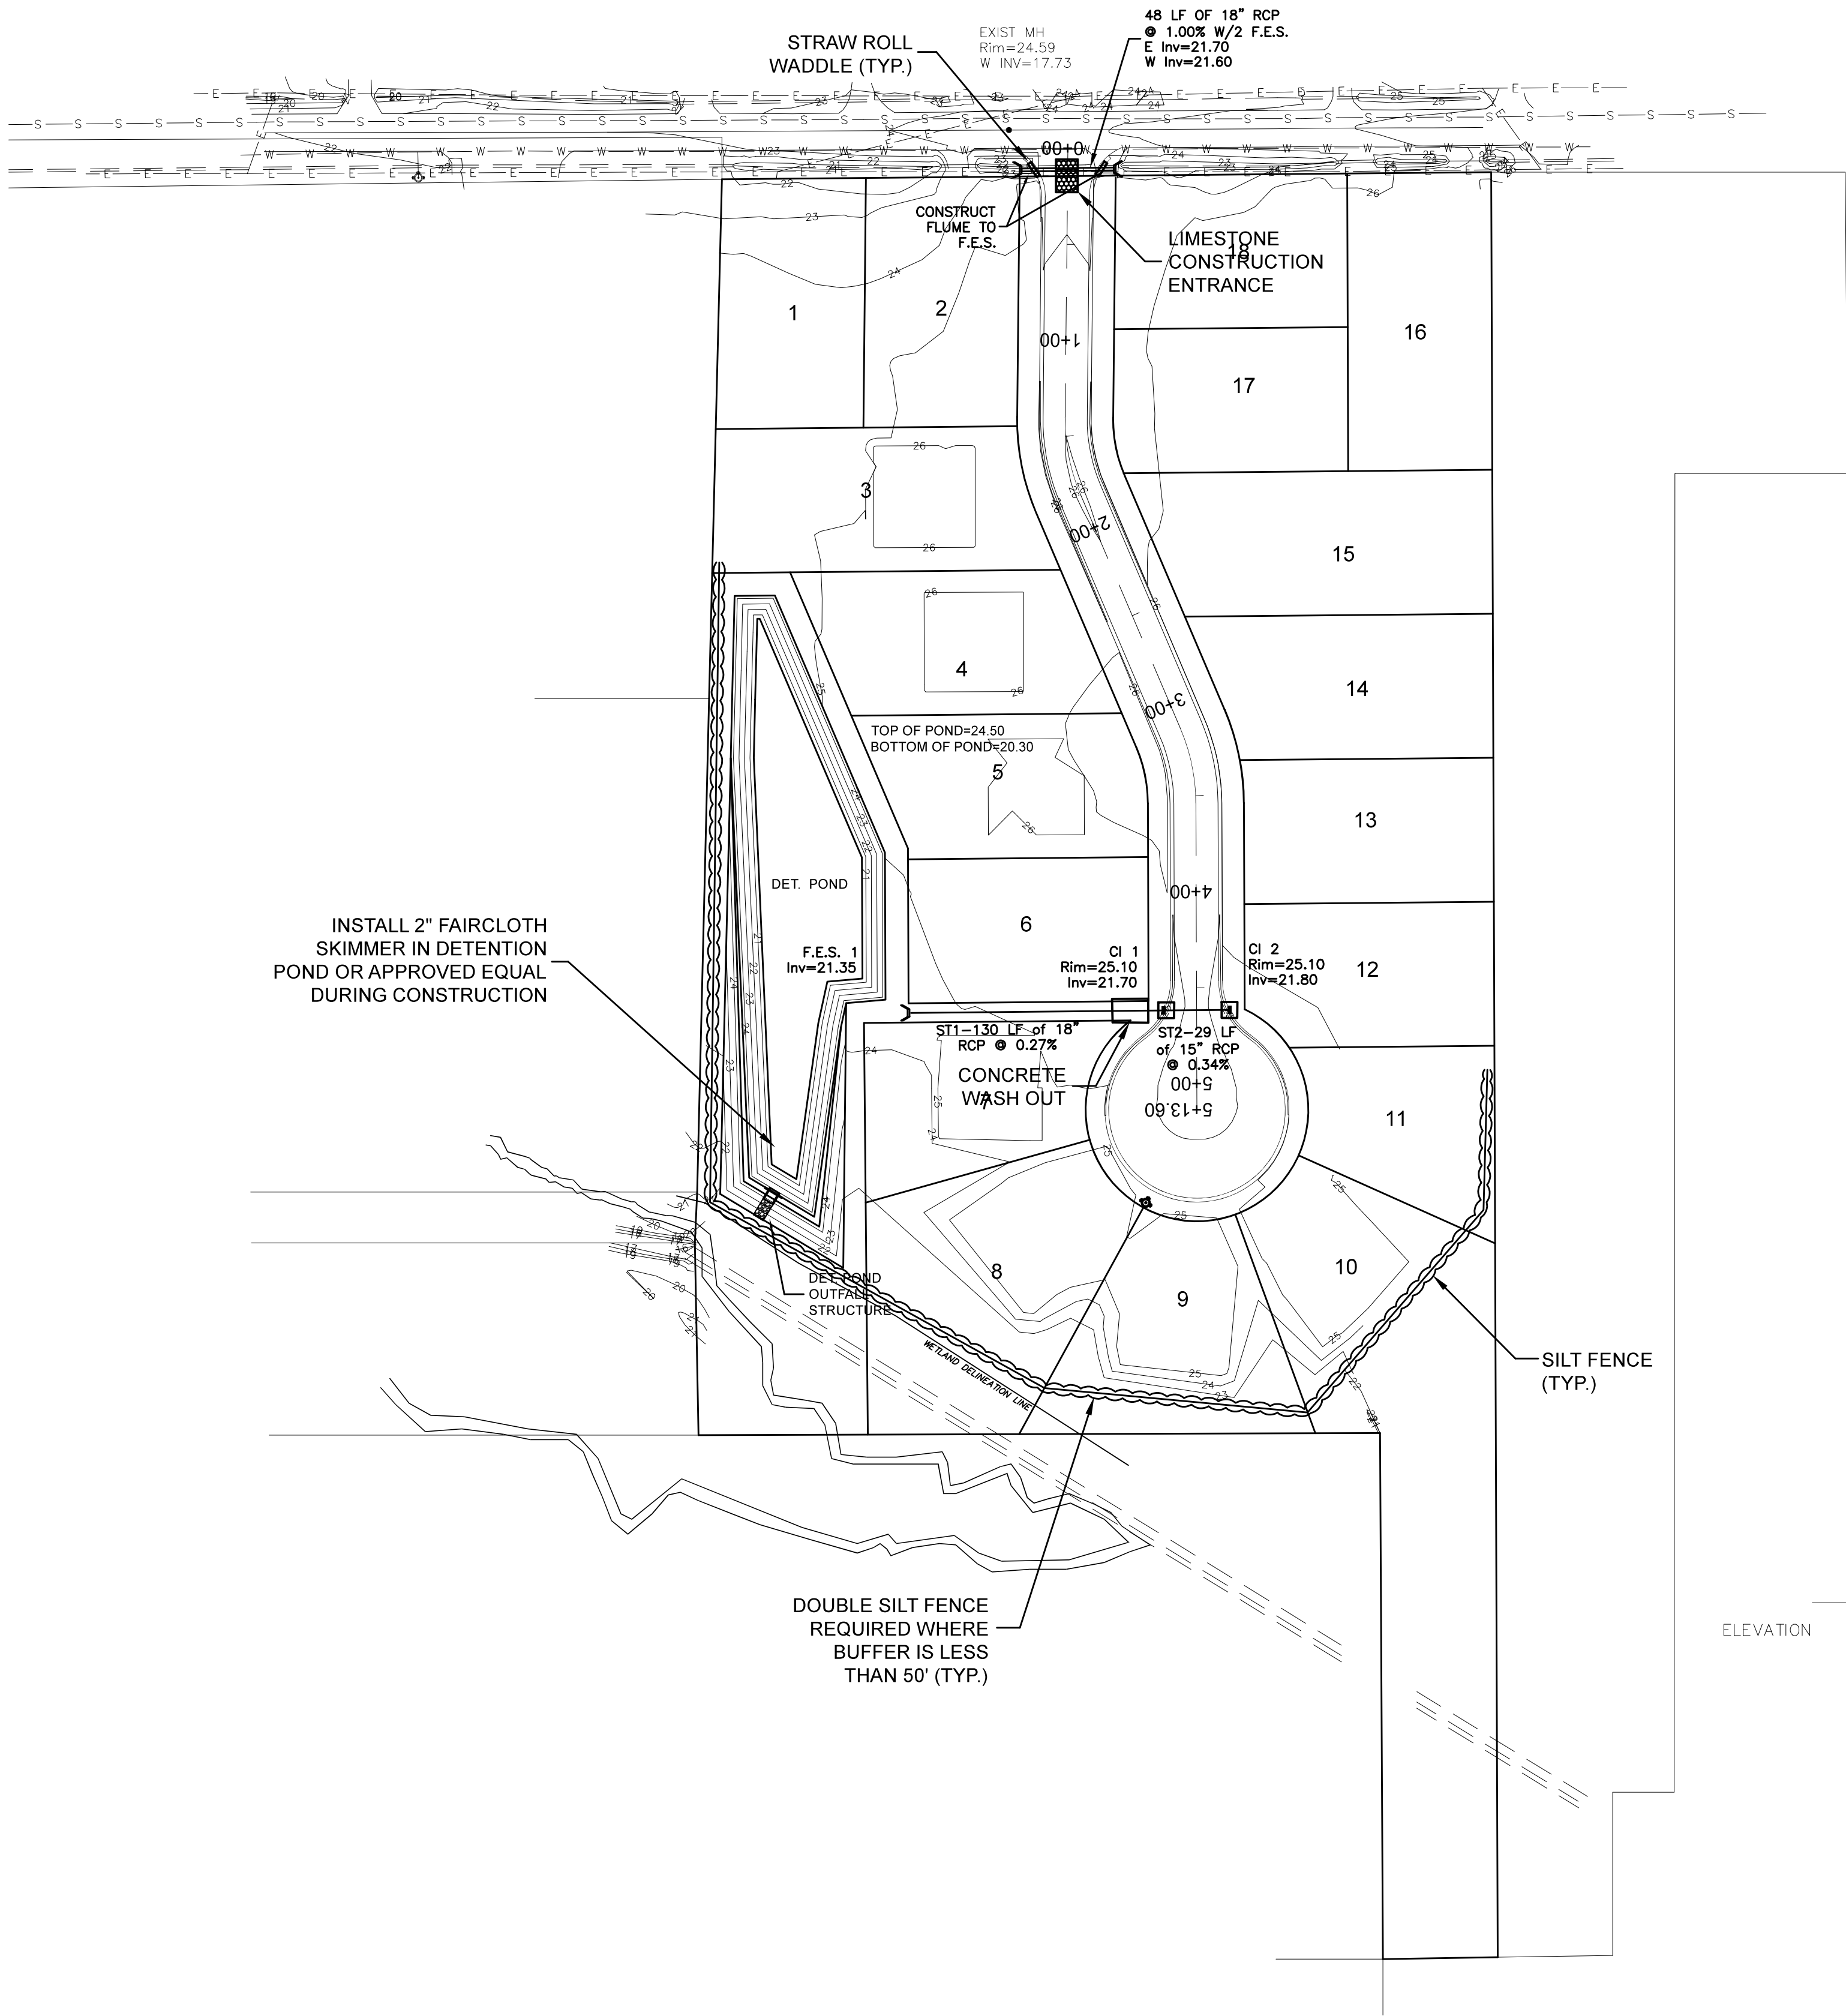 STRAW ROLL
WADDLE (TYP.)
EXIST MH
Rim=24.59
W INV=17.73
48 LF OF 18" RCP
@ 1.00% W/2 F.E.S.
E Inv=21.70
W Inv=21.60
0+00
CONSTRUCT
FLUME TO
F.E.S.
LIMESTONE
CONSTRUCTION
ENTRANCE
18
1
2
16
1+00
17
3
2+00
15
4
14
3+00
TOP OF POND=24.50
BOTTOM OF POND=20.30
5
13
DET. POND
4+00
INSTALL 2" FAIRCLOTH
SKIMMER IN DETENTION
POND OR APPROVED EQUAL
DURING CONSTRUCTION
6
F.E.S. 1
Inv=21.35
CI 1
Rim=25.10
Inv=21.70
CI 2
Rim=25.10
Inv=21.80
12
ST1-130 LF of 18"
RCP @ 0.27%
ST2-29 LF
of 15" RCP
@ 0.34%
CONCRETE
WASH OUT
7
5+00
5+13.60
11
8
9
10
DET POND
OUTFALL
STRUCTURE
WETLAND DELINEATION LINE
SILT FENCE
(TYP.)
DOUBLE SILT FENCE
REQUIRED WHERE
BUFFER IS LESS
THAN 50' (TYP.)
ELEVATION